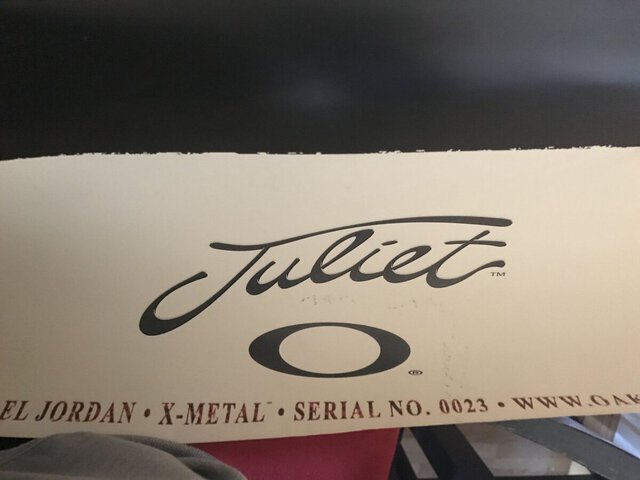 Juliet™
®
EL JORDAN • X-METAL™ • SERIAL NO. 0023 • WWW.OAK